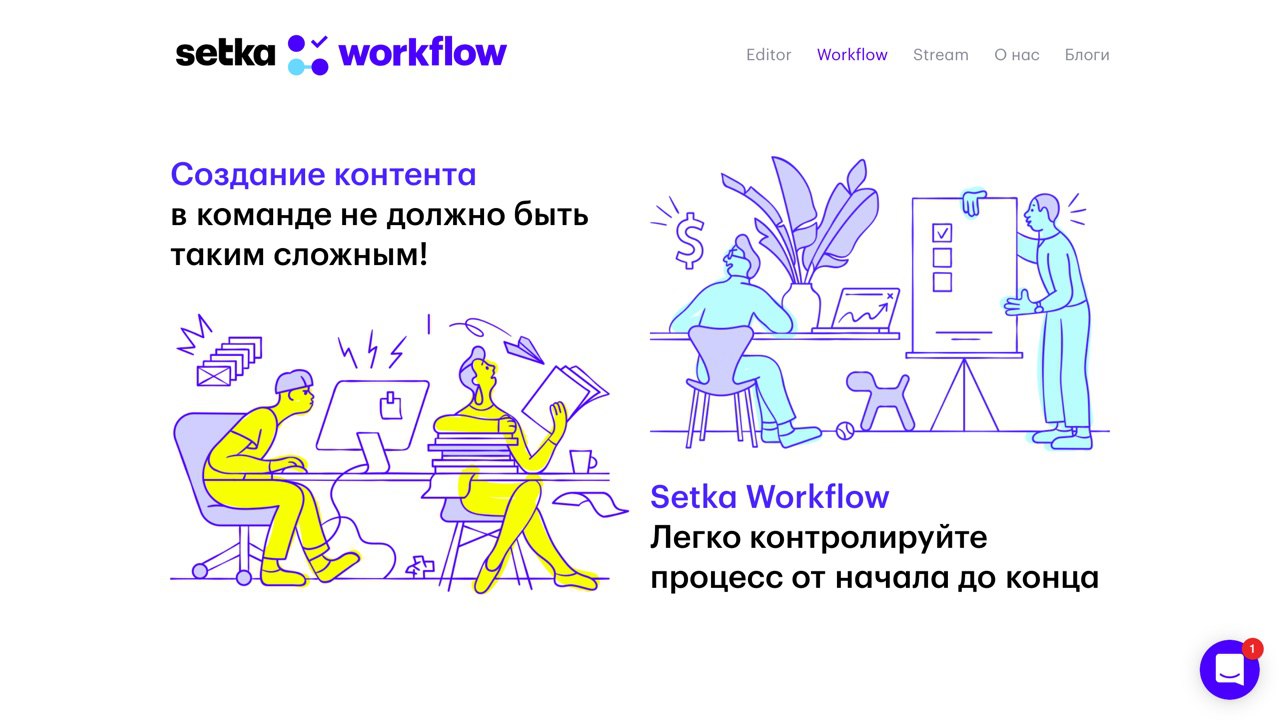 setka workflow
Editor Workflow Stream О нас Блоги
Создание контента
в команде не должно быть
таким сложным!
$
Setka Workflow
Легко контролируйте
процесс от начала до конца
1